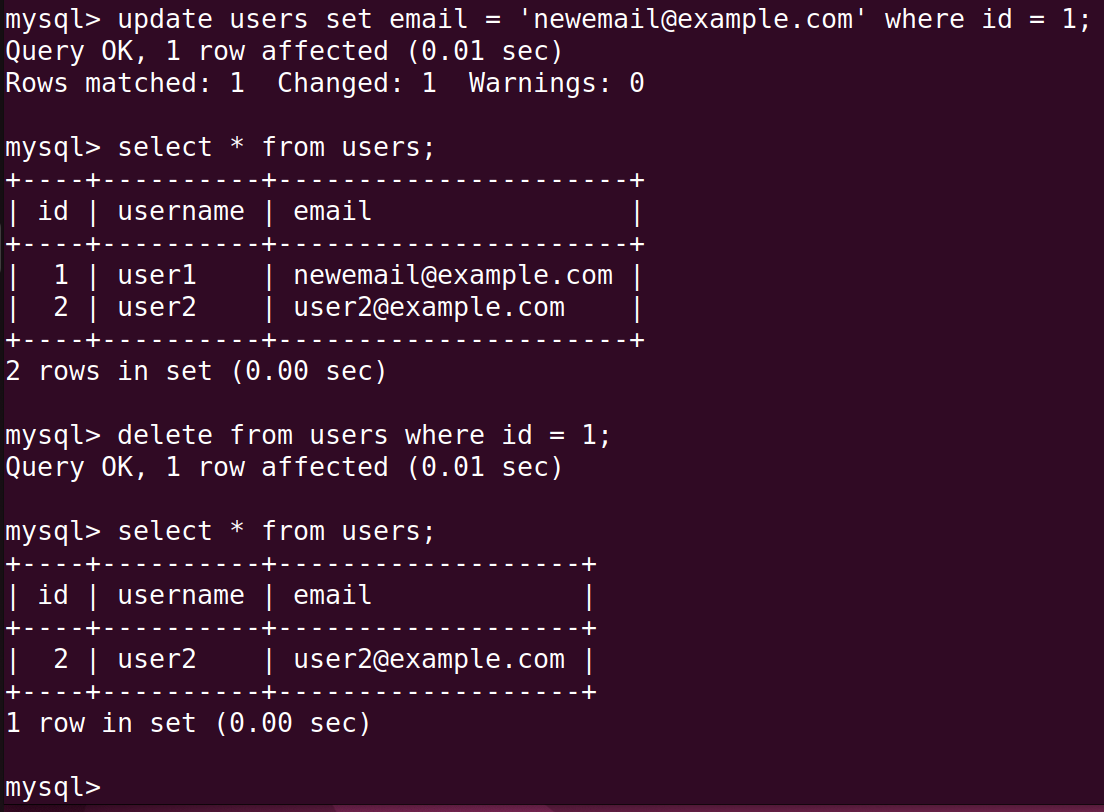 mysql> update users set email = 'newemail@example.com' where id = 1;
Query OK, 1 row affected (0.01 sec)
Rows matched: 1  Changed: 1  Warnings: 0

mysql> select * from users;
+----+----------+----------------------+
| id | username | email                |
+----+----------+----------------------+
|  1 | user1    | newemail@example.com |
|  2 | user2    | user2@example.com    |
+----+----------+----------------------+
2 rows in set (0.00 sec)

mysql> delete from users where id = 1;
Query OK, 1 row affected (0.01 sec)

mysql> select * from users;
+----+----------+-------------------+
| id | username | email             |
+----+----------+-------------------+
|  2 | user2    | user2@example.com |
+----+----------+-------------------+
1 row in set (0.00 sec)

mysql>